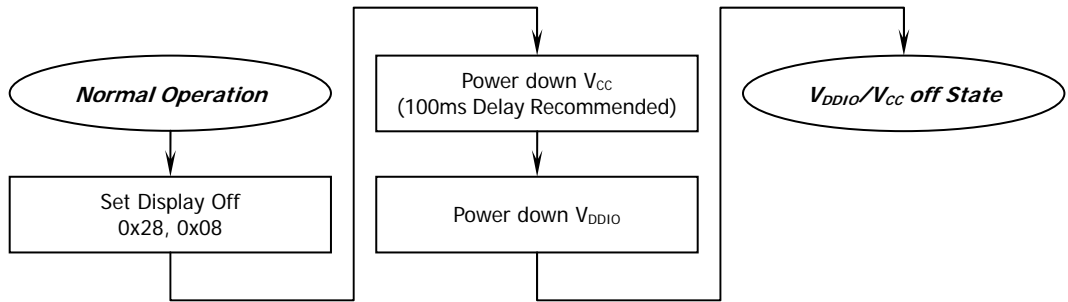 Normal Operation
Set Display Off
0x28, 0x08
Power down VCC
(100ms Delay Recommended)
Power down VDDIO
VDDIO/VCC off State